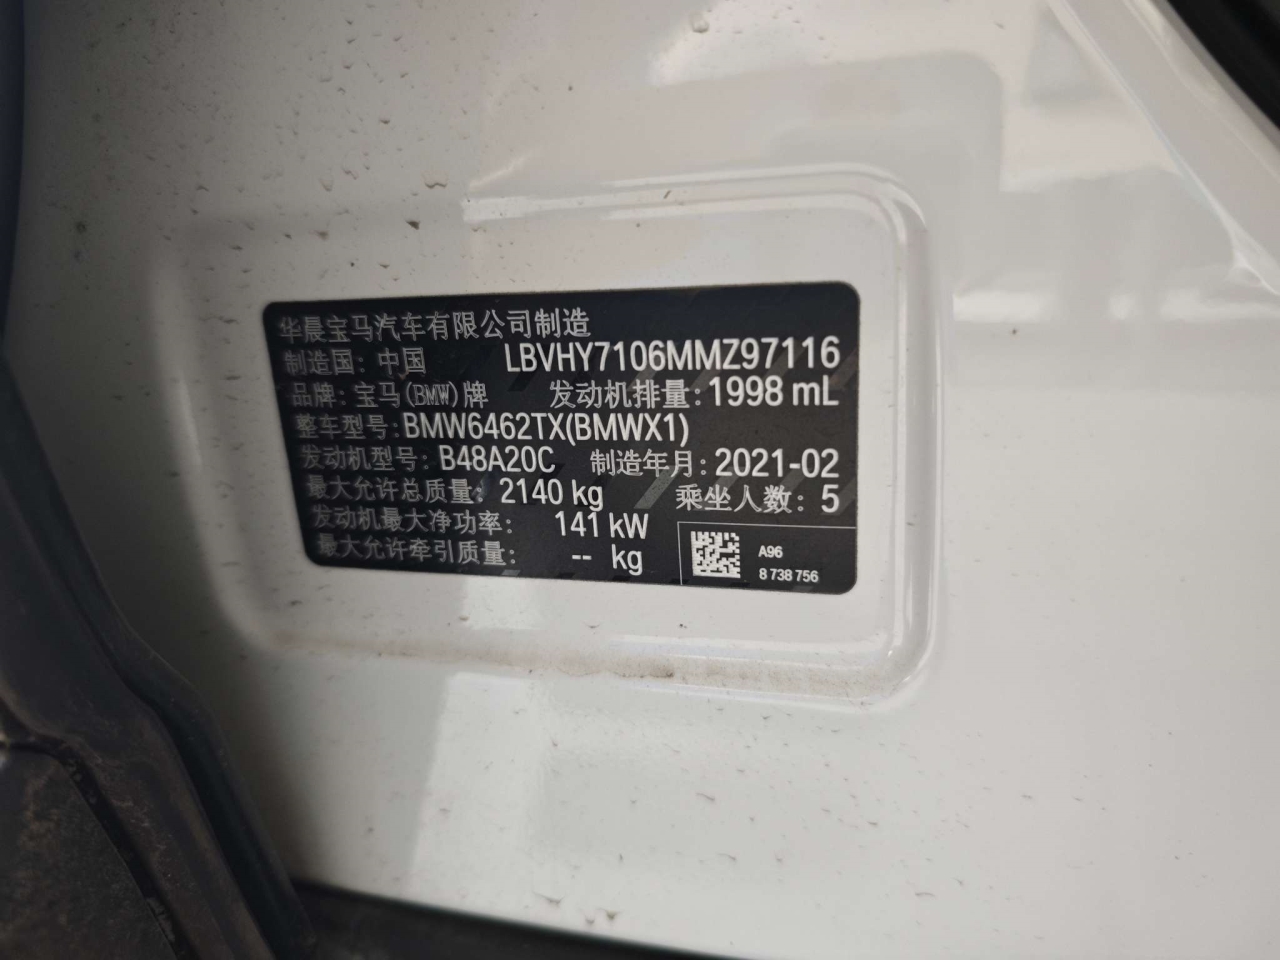 华晨宝马汽车有限公司制造
制造国：中国 LBVHY7106MMZ97116
品牌：宝马(BMW)牌 发动机排量：1998 mL
整车型号：BMW6462TX(BMWX1)
发动机型号：B48A20C 制造年月：2021-02
最大允许总质量：2140 kg 乘坐人数：5
发动机最大净功率：141 kW
最大允许牵引质量：-- kg
A96
8 738 756